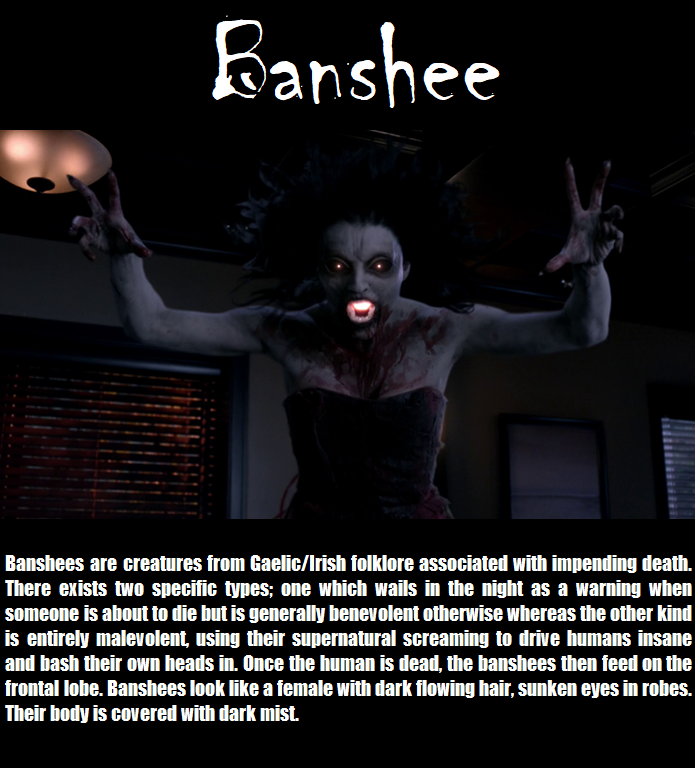 Banshee
Banshees are creatures from Gaelic/Irish folklore associated with impending death.
There exists two specific types; one which wails in the night as a warning when
someone is about to die but is generally benevolent otherwise whereas the other kind
is entirely malevolent, using their supernatural screaming to drive humans insane
and bash their own heads in. Once the human is dead, the banshees then feed on the
frontal lobe. Banshees look like a female with dark flowing hair, sunken eyes in robes.
Their body is covered with dark mist.